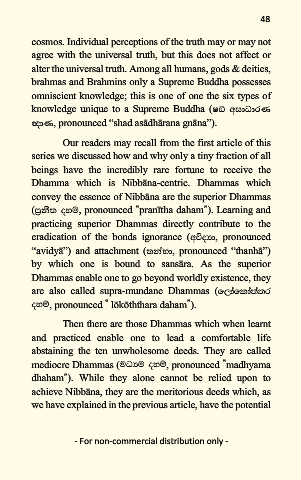 48
cosmos. Individual perceptions of the truth may or may not
agree with the universal truth, but this does not affect or
alter the universal truth. Among all humans, gods & deities,
brahmas and Brahmins only a Supreme Buddha possesses
omniscient knowledge; this is one of one the six types of
knowledge unique to a Supreme Buddha (ෂඩ් අසාධාරණ
ඤාණ, pronounced “shad asādhārana gnāna”).
Our readers may recall from the first article of this
series we discussed how and why only a tiny fraction of all
beings have the incredibly rare fortune to receive the
Dhamma which is Nibbāna-centric. Dhammas which
convey the essence of Nibbāna are the superior Dhammas
(ප්‍රණීත දහම්, pronounced “pranītha daham”). Learning and
practicing superior Dhammas directly contribute to the
eradication of the bonds ignorance (අවිද්‍යා, pronounced
“avidyā”) and attachment (තණ්හා, pronounced “thanhā”)
by which one is bound to sansāra. As the superior
Dhammas enable one to go beyond worldly existence, they
are also called supra-mundane Dhammas (ලෝකෝත්තර
දහම්, pronounced “ lōkōththara daham”).
Then there are those Dhammas which when learnt
and practiced enable one to lead a comfortable life
abstaining the ten unwholesome deeds. They are called
mediocre Dhammas (මධ්‍යම දහම්, pronounced “madhyama
dhaham”). While they alone cannot be relied upon to
achieve Nibbāna, they are the meritorious deeds which, as
we have explained in the previous article, have the potential
- For non-commercial distribution only -